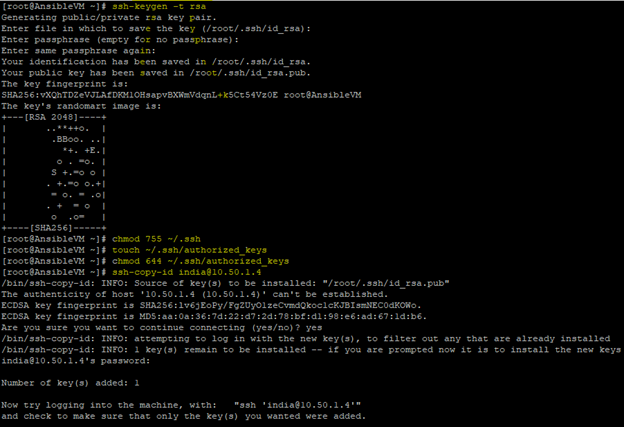 [root@AnsibleVM ~]# ssh-keygen -t rsa
Generating public/private rsa key pair.
Enter file in which to save the key (/root/.ssh/id_rsa):
Enter passphrase (empty for no passphrase):
Enter same passphrase again:
Your identification has been saved in /root/.ssh/id_rsa.
Your public key has been saved in /root/.ssh/id_rsa.pub.
The key fingerprint is:
SHA256:vXQhTDZeVJLAfDKM1OHsapvBXWmVdqnL+k5Ct54Vz0E root@AnsibleVM
The key's randomart image is:
+---[RSA 2048]----+
|      ..**++o.   |
|       .BBoo. ..|
|         *+. +E.|
|        o . =o. |
|       S +.=o o |
|      . +.=o o.+|
|       = o. = .o|
|      . +  = o  |
|       o  .o=   |
+----[SHA256]-----+
[root@AnsibleVM ~]# chmod 755 ~/.ssh
[root@AnsibleVM ~]# touch ~/.ssh/authorized_keys
[root@AnsibleVM ~]# chmod 644 ~/.ssh/authorized_keys
[root@AnsibleVM ~]# ssh-copy-id india@10.50.1.4
/bin/ssh-copy-id: INFO: Source of key(s) to be installed: "/root/.ssh/id_rsa.pub"
The authenticity of host '10.50.1.4 (10.50.1.4)' can't be established.
ECDSA key fingerprint is SHA256:1v6jEoPy/FgZUyOlzeCvmdQkoclcKJBIsmNEC0dKOWo.
ECDSA key fingerprint is MD5:aa:0a:36:7d:22:d7:2d:78:bf:d1:98:e6:ad:67:1d:b6.
Are you sure you want to continue connecting (yes/no)? yes
/bin/ssh-copy-id: INFO: attempting to log in with the new key(s), to filter out any that are already installed
/bin/ssh-copy-id: INFO: 1 key(s) remain to be installed -- if you are prompted now it is to install the new keys
india@10.50.1.4's password:
Number of key(s) added: 1
Now try logging into the machine, with:   "ssh 'india@10.50.1.4'"
and check to make sure that only the key(s) you wanted were added.